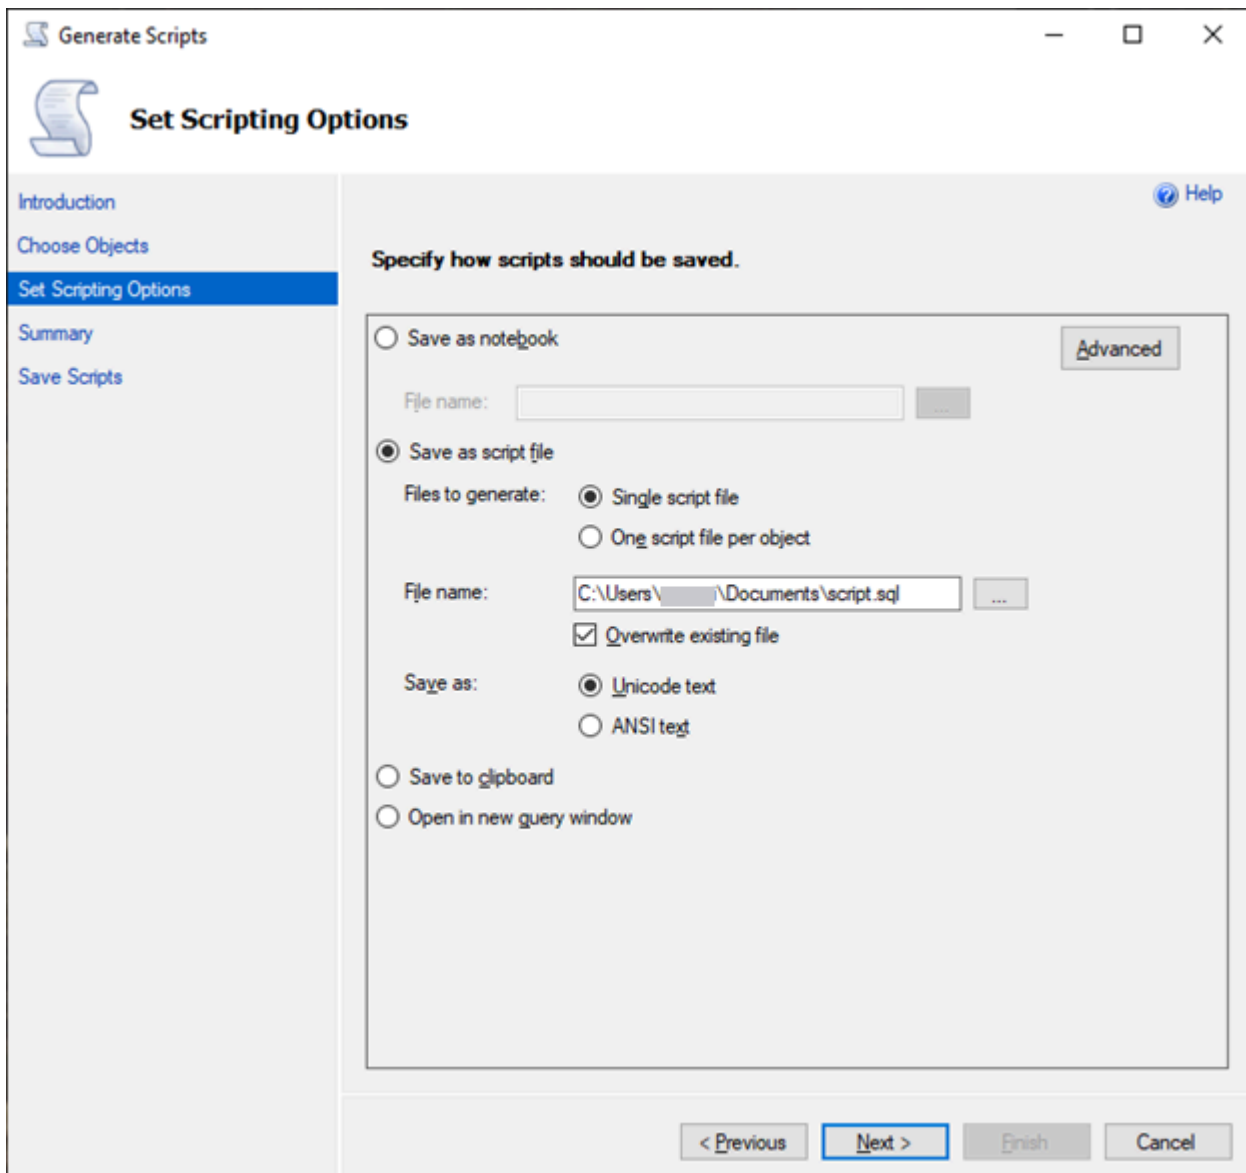 Generate Scripts
Set Scripting Options
Introduction
Choose Objects
Set Scripting Options
Summary
Save Scripts
Help
Specify how scripts should be saved.
Save as notebook
Advanced
File name:
...
Save as script file
Files to generate:
Single script file
One script file per object
File name:
C:\Users\ \Documents\script.sql
...
Overwrite existing file
Save as:
Unicode text
ANSI text
Save to clipboard
Open in new query window
< Previous
Next >
Finish
Cancel